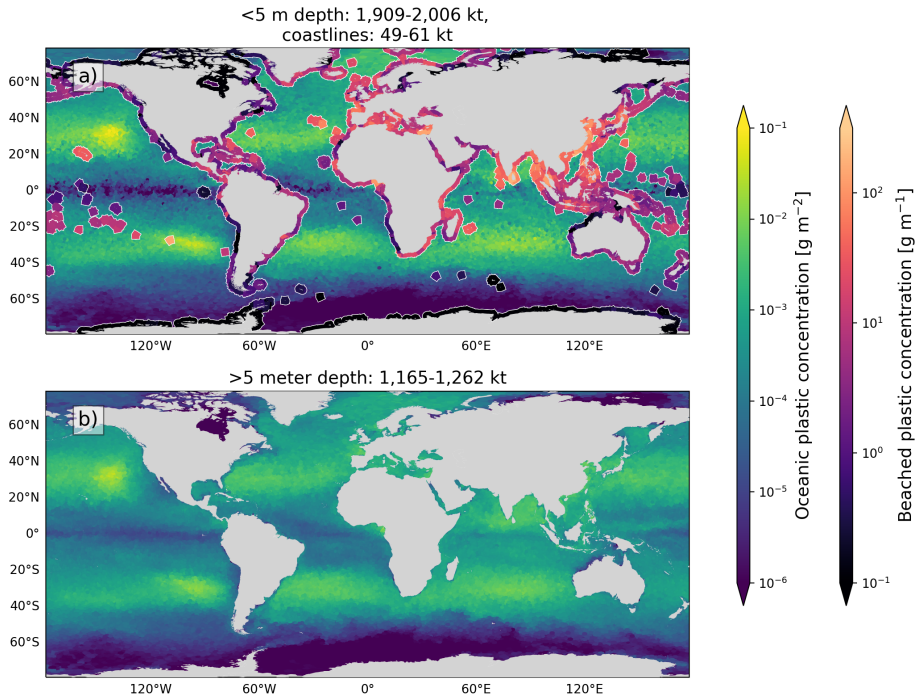 <5 m depth: 1,909-2,006 kt,
coastlines: 49-61 kt
a)
60°N
40°N
20°N
0°
20°S
40°S
60°S
120°W 60°W 0° 60°E 120°E
>5 meter depth: 1,165-1,262 kt
b)
60°N
40°N
20°N
0°
20°S
40°S
60°S
120°W 60°W 0° 60°E 120°E
10⁻¹
10⁻²
10⁻³
10⁻⁴
10⁻⁵
10⁻⁶
Oceanic plastic concentration [g m⁻²]
10²
10¹
10⁰
10⁻¹
Beached plastic concentration [g m⁻¹]